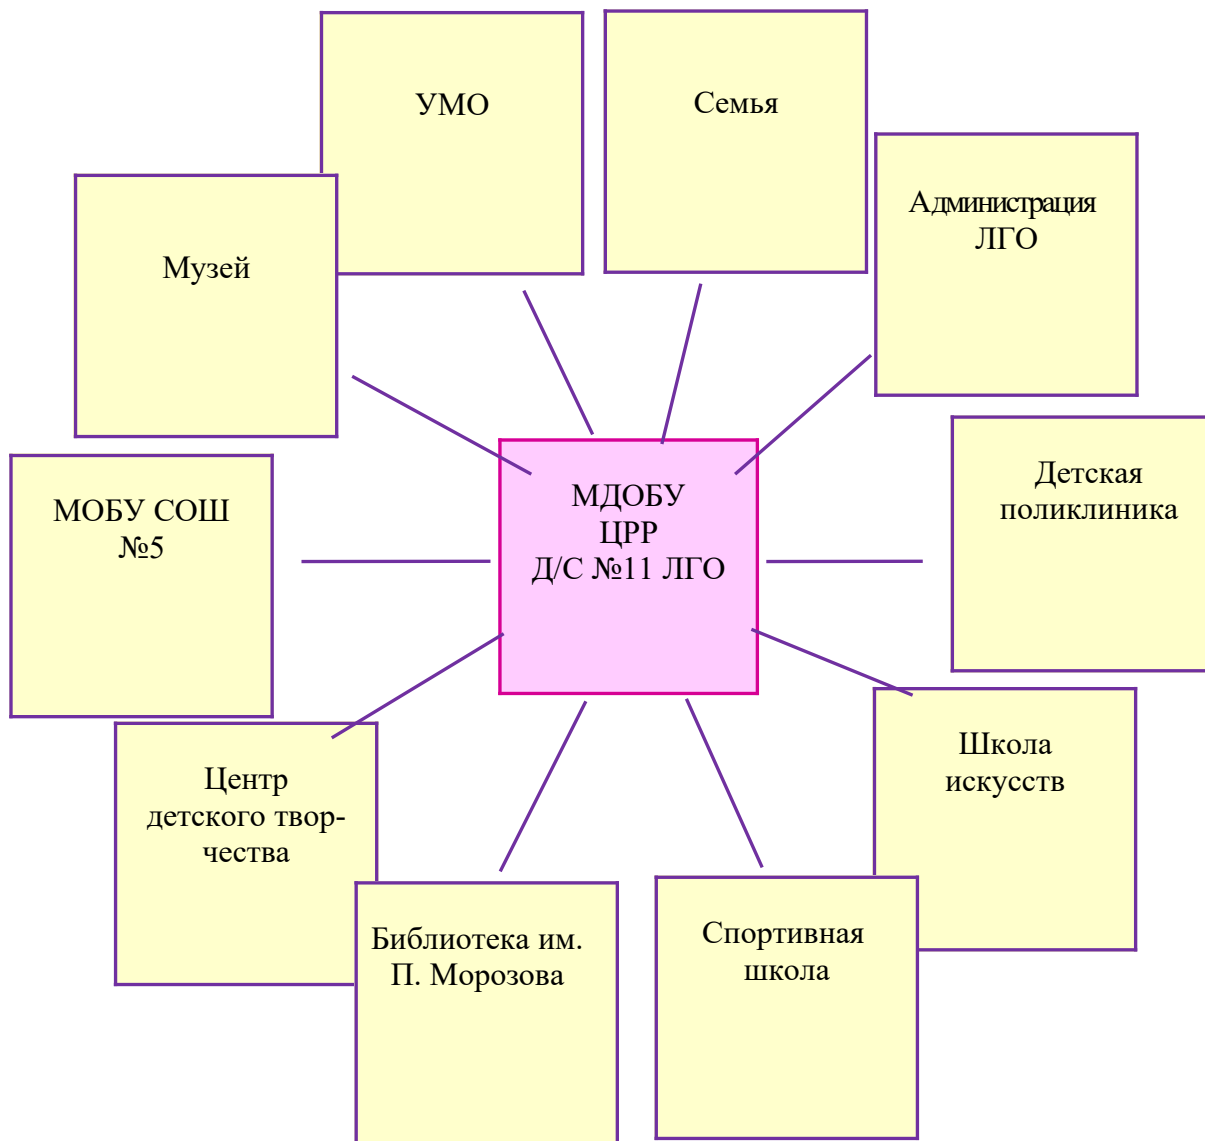 УМО
Семья
Администрация
ЛГО
Музей
Детская
поликлиника
МОБУ СОШ
№5
МДОБУ
ЦРР
Д/С №11 ЛГО
Школа
искусств
Центр
детского твор-
чества
Библиотека им.
П. Морозова
Спортивная
школа